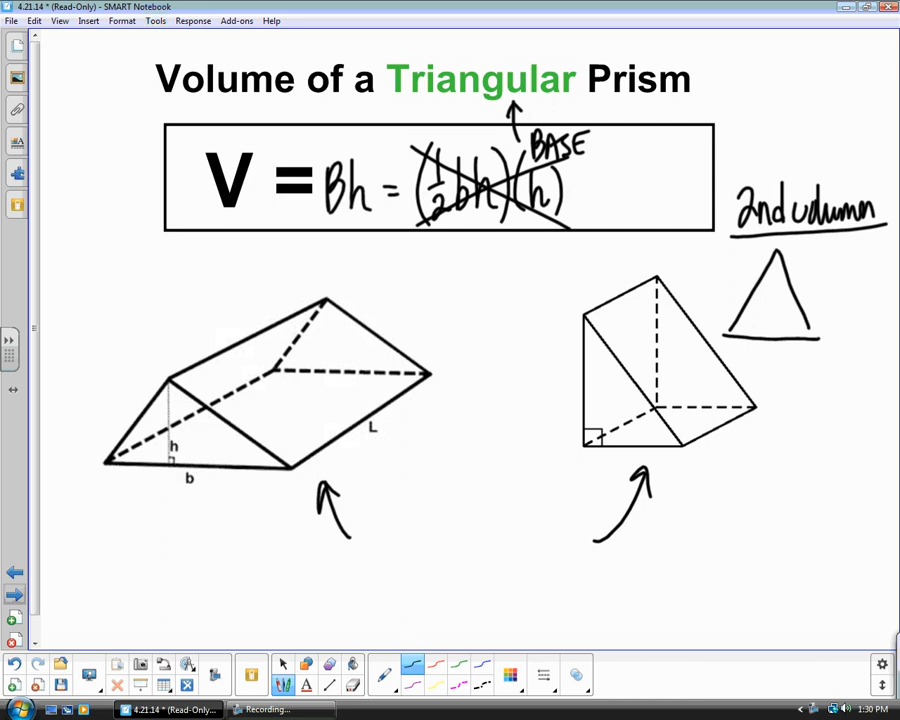 4.21.14 * (Read-Only) - SMART Notebook
File Edit View Insert Format Tools Response Add-ons Help
Volume of a Triangular Prism
BASE
V = Bh = (1/2 bh)(h)
2nd column
h
b
L
4.21.14 * (Read-Only)...
Recording...
1:30 PM